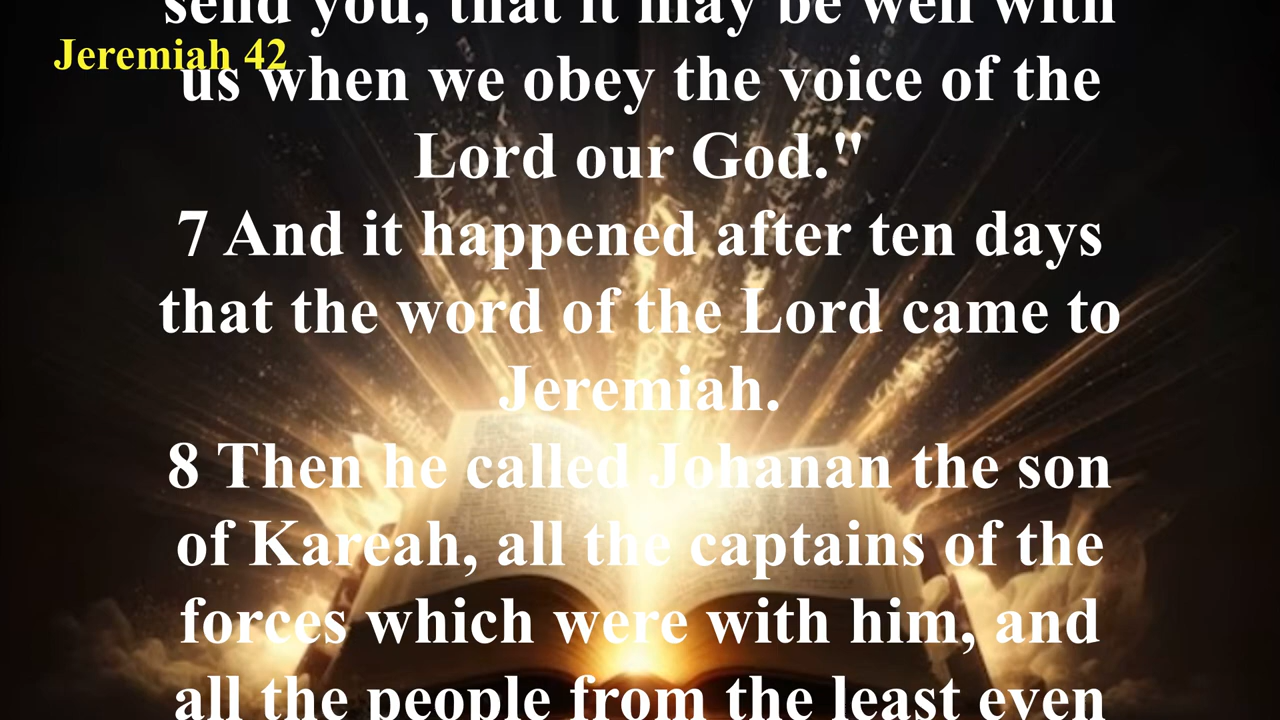 send you, that it may be well with
Jeremiah 42
us when we obey the voice of the
Lord our God."
7 And it happened after ten days
that the word of the Lord came to
Jeremiah.
8 Then he called Johanan the son
of Kareah, all the captains of the
forces which were with him, and
all the people from the least even